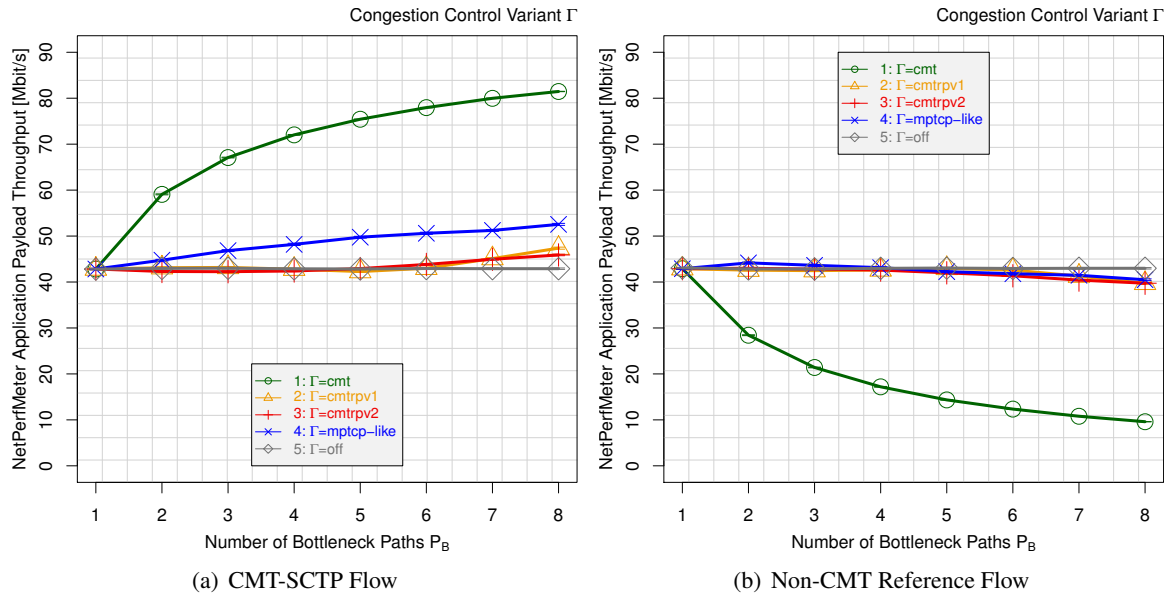 Congestion Control Variant Γ
NetPerfMeter Application Payload Throughput [Mbit/s]
90
80
70
60
50
40
30
20
10
0
1: Γ=cmt
2: Γ=cmtrpv1
3: Γ=cmtrpv2
4: Γ=mptcp−like
5: Γ=off
1 2 3 4 5 6 7 8
Number of Bottleneck Paths P_B
(a) CMT-SCTP Flow
Congestion Control Variant Γ
NetPerfMeter Application Payload Throughput [Mbit/s]
90
80
70
60
50
40
30
20
10
0
1: Γ=cmt
2: Γ=cmtrpv1
3: Γ=cmtrpv2
4: Γ=mptcp−like
5: Γ=off
1 2 3 4 5 6 7 8
Number of Bottleneck Paths P_B
(b) Non-CMT Reference Flow